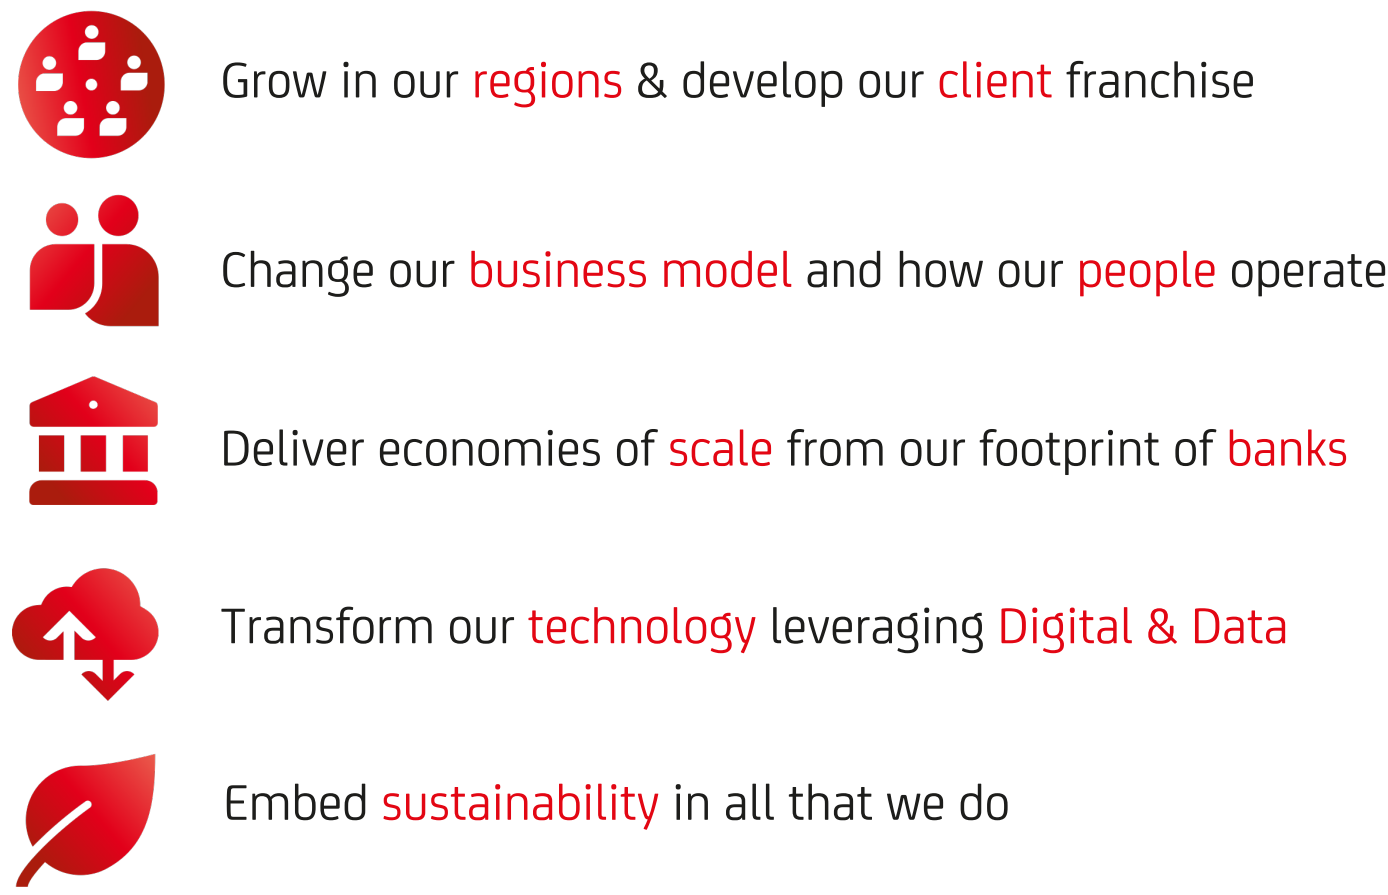 Grow in our regions & develop our client franchise
Change our business model and how our people operate
Deliver economies of scale from our footprint of banks
Transform our technology leveraging Digital & Data
Embed sustainability in all that we do